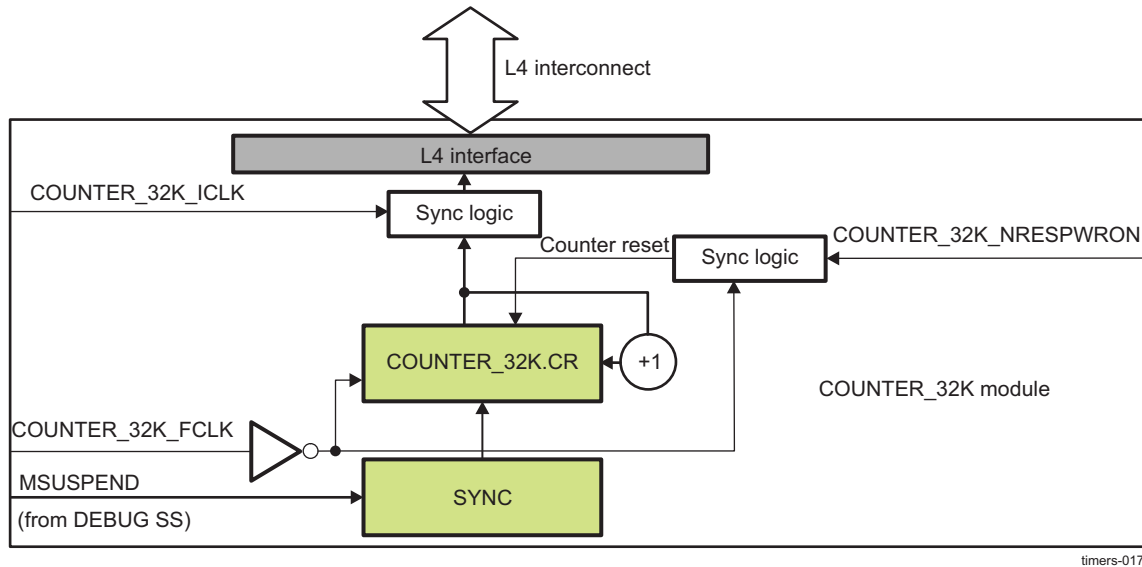 L4 interconnect
L4 interface
COUNTER_32K_ICLK
Sync logic
Counter reset
Sync logic
COUNTER_32K_NRESPWRON
COUNTER_32K.CR
+1
COUNTER_32K module
COUNTER_32K_FCLK
MSUSPEND
(from DEBUG SS)
SYNC
timers-017